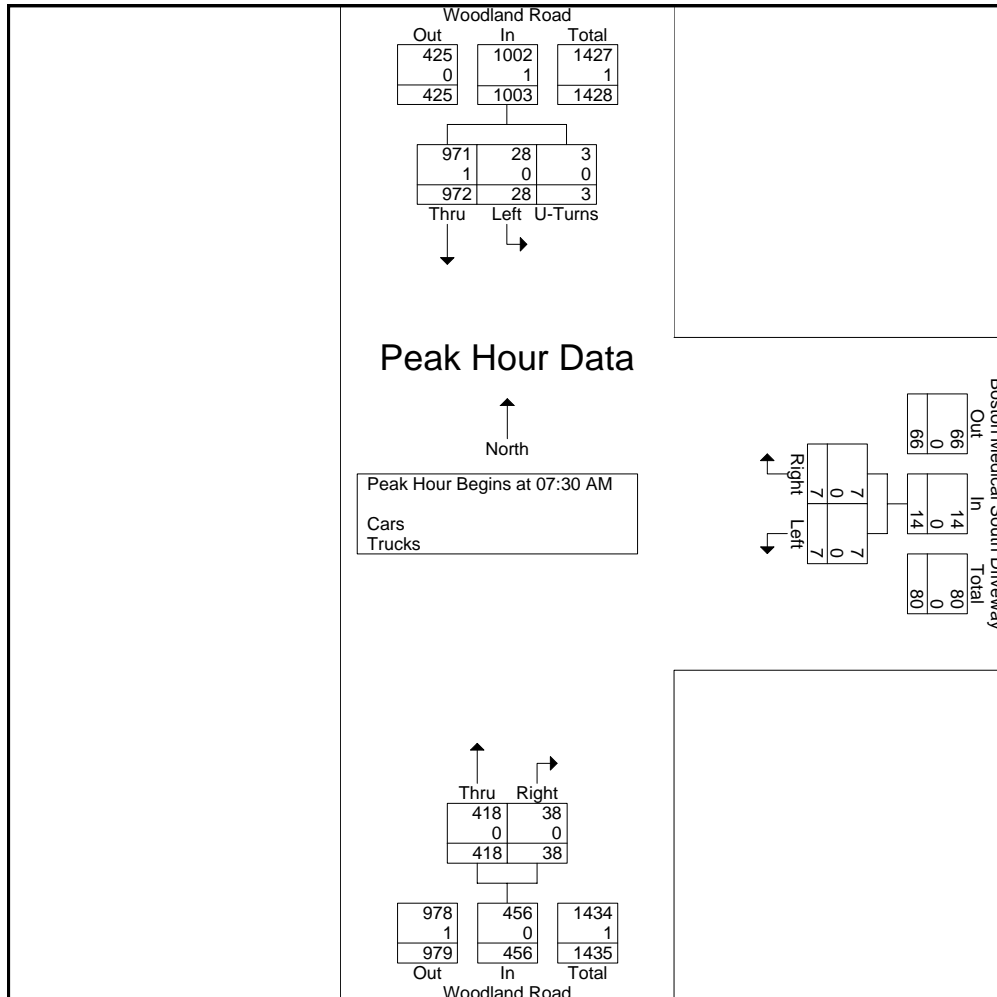 Woodland Road
Out In Total
425 1002 1427
0 1 1
425 1003 1428
971 28 3
1 0 0
972 28 3
Thru Left U-Turns
Peak Hour Data
North
Peak Hour Begins at 07:30 AM
Cars
Trucks
Boston Medical South Driveway
Out In Total
66 14 80
0 0 0
66 14 80
7 7
0 0
7 7
Right Left
Thru Right
418 38
0 0
418 38
978 456 1434
1 0 1
979 456 1435
Out In Total
Woodland Road